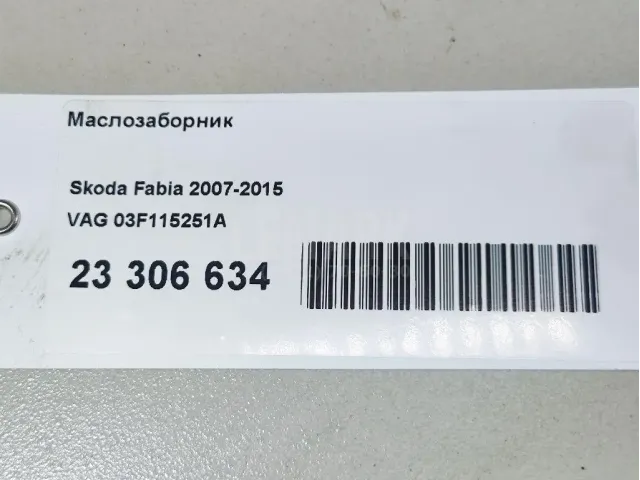 Маслозаборник
Skoda Fabia 2007-2015
VAG 03F115251A
23 306 634